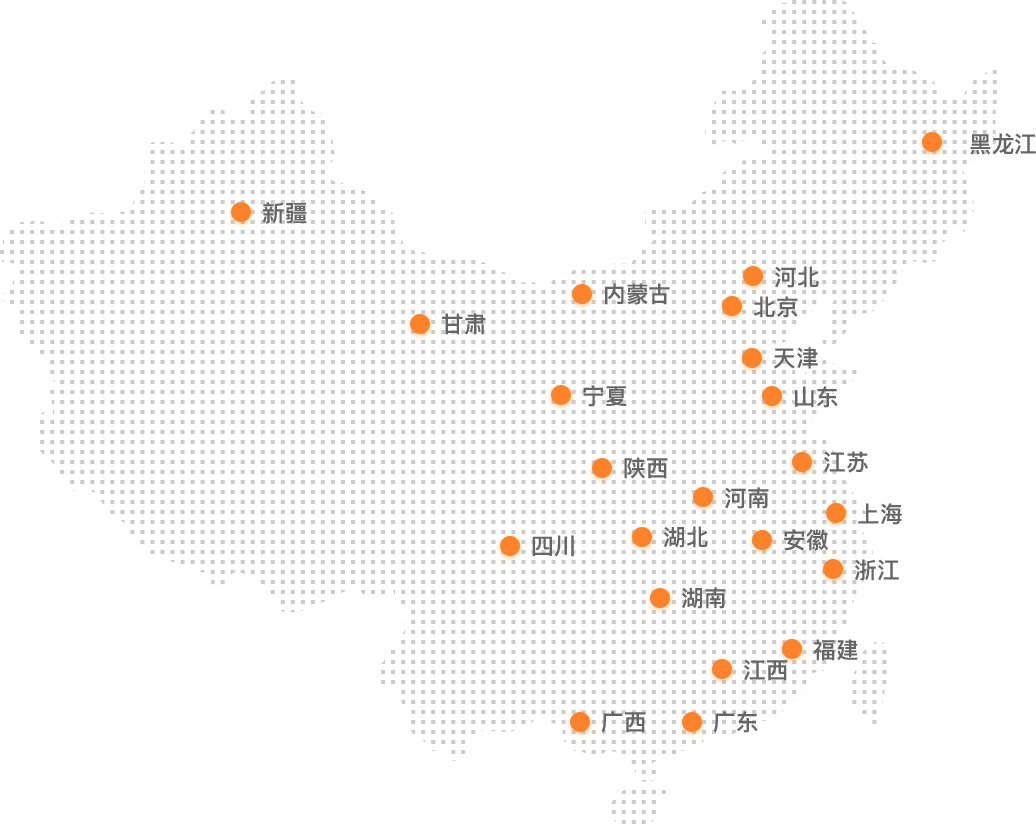 黑龙江
新疆
河北
内蒙古
北京
甘肃
天津
宁夏
山东
江苏
陕西
河南
上海
湖北
安徽
四川
浙江
湖南
福建
江西
广西
广东